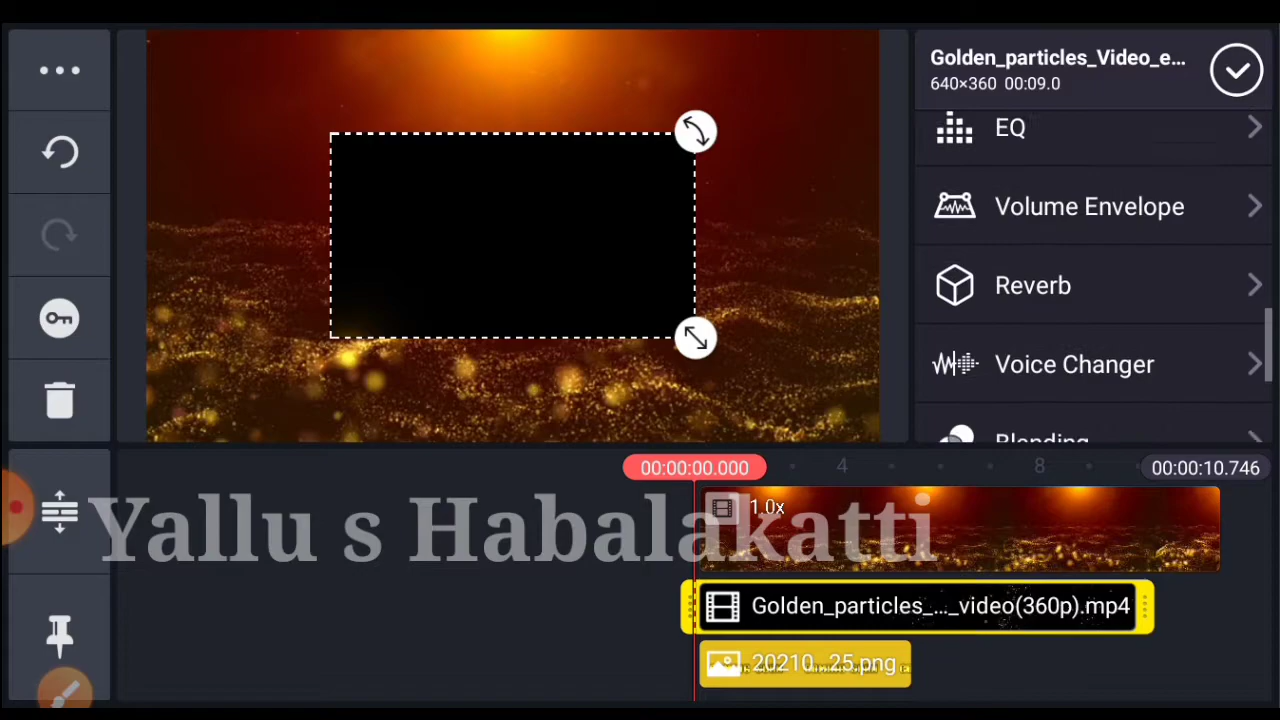 Golden_particles_Video_e...
640×360 00:09.0
EQ
Volume Envelope
Reverb
Voice Changer
Blending
00:00:00.000
4
8
00:00:10.746
1.0x
Yallu s Habalakatti
Golden_particles_..._video(360p).mp4
20210...25.png